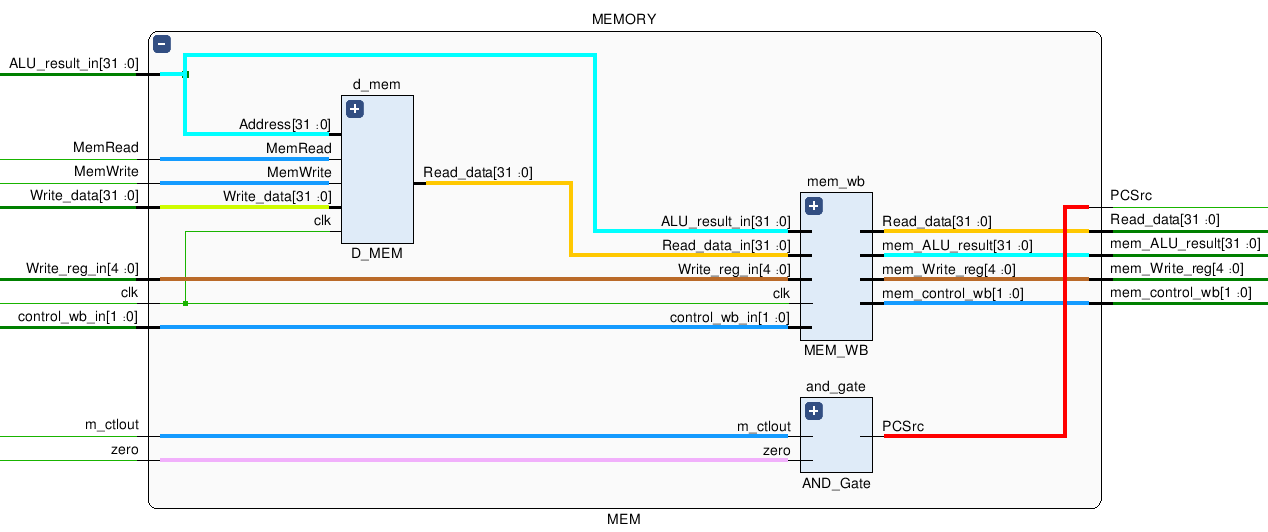 MEMORY
ALU_result_in[31 :0]
d_mem
Address[31 :0]
MemRead
MemRead
MemWrite
MemWrite
Read_data[31 :0]
Write_data[31 :0]
Write_data[31 :0]
clk
D_MEM
mem_wb
PCSrc
ALU_result_in[31 :0]
Read_data[31 :0]
Read_data[31 :0]
Read_data_in[31 :0]
mem_ALU_result[31 :0]
mem_ALU_result[31 :0]
Write_reg_in[4 :0]
Write_reg_in[4 :0]
mem_Write_reg[4 :0]
mem_Write_reg[4 :0]
clk
clk
mem_control_wb[1 :0]
mem_control_wb[1 :0]
control_wb_in[1 :0]
control_wb_in[1 :0]
MEM_WB
and_gate
m_ctlout
m_ctlout
PCSrc
zero
zero
AND_Gate
MEM